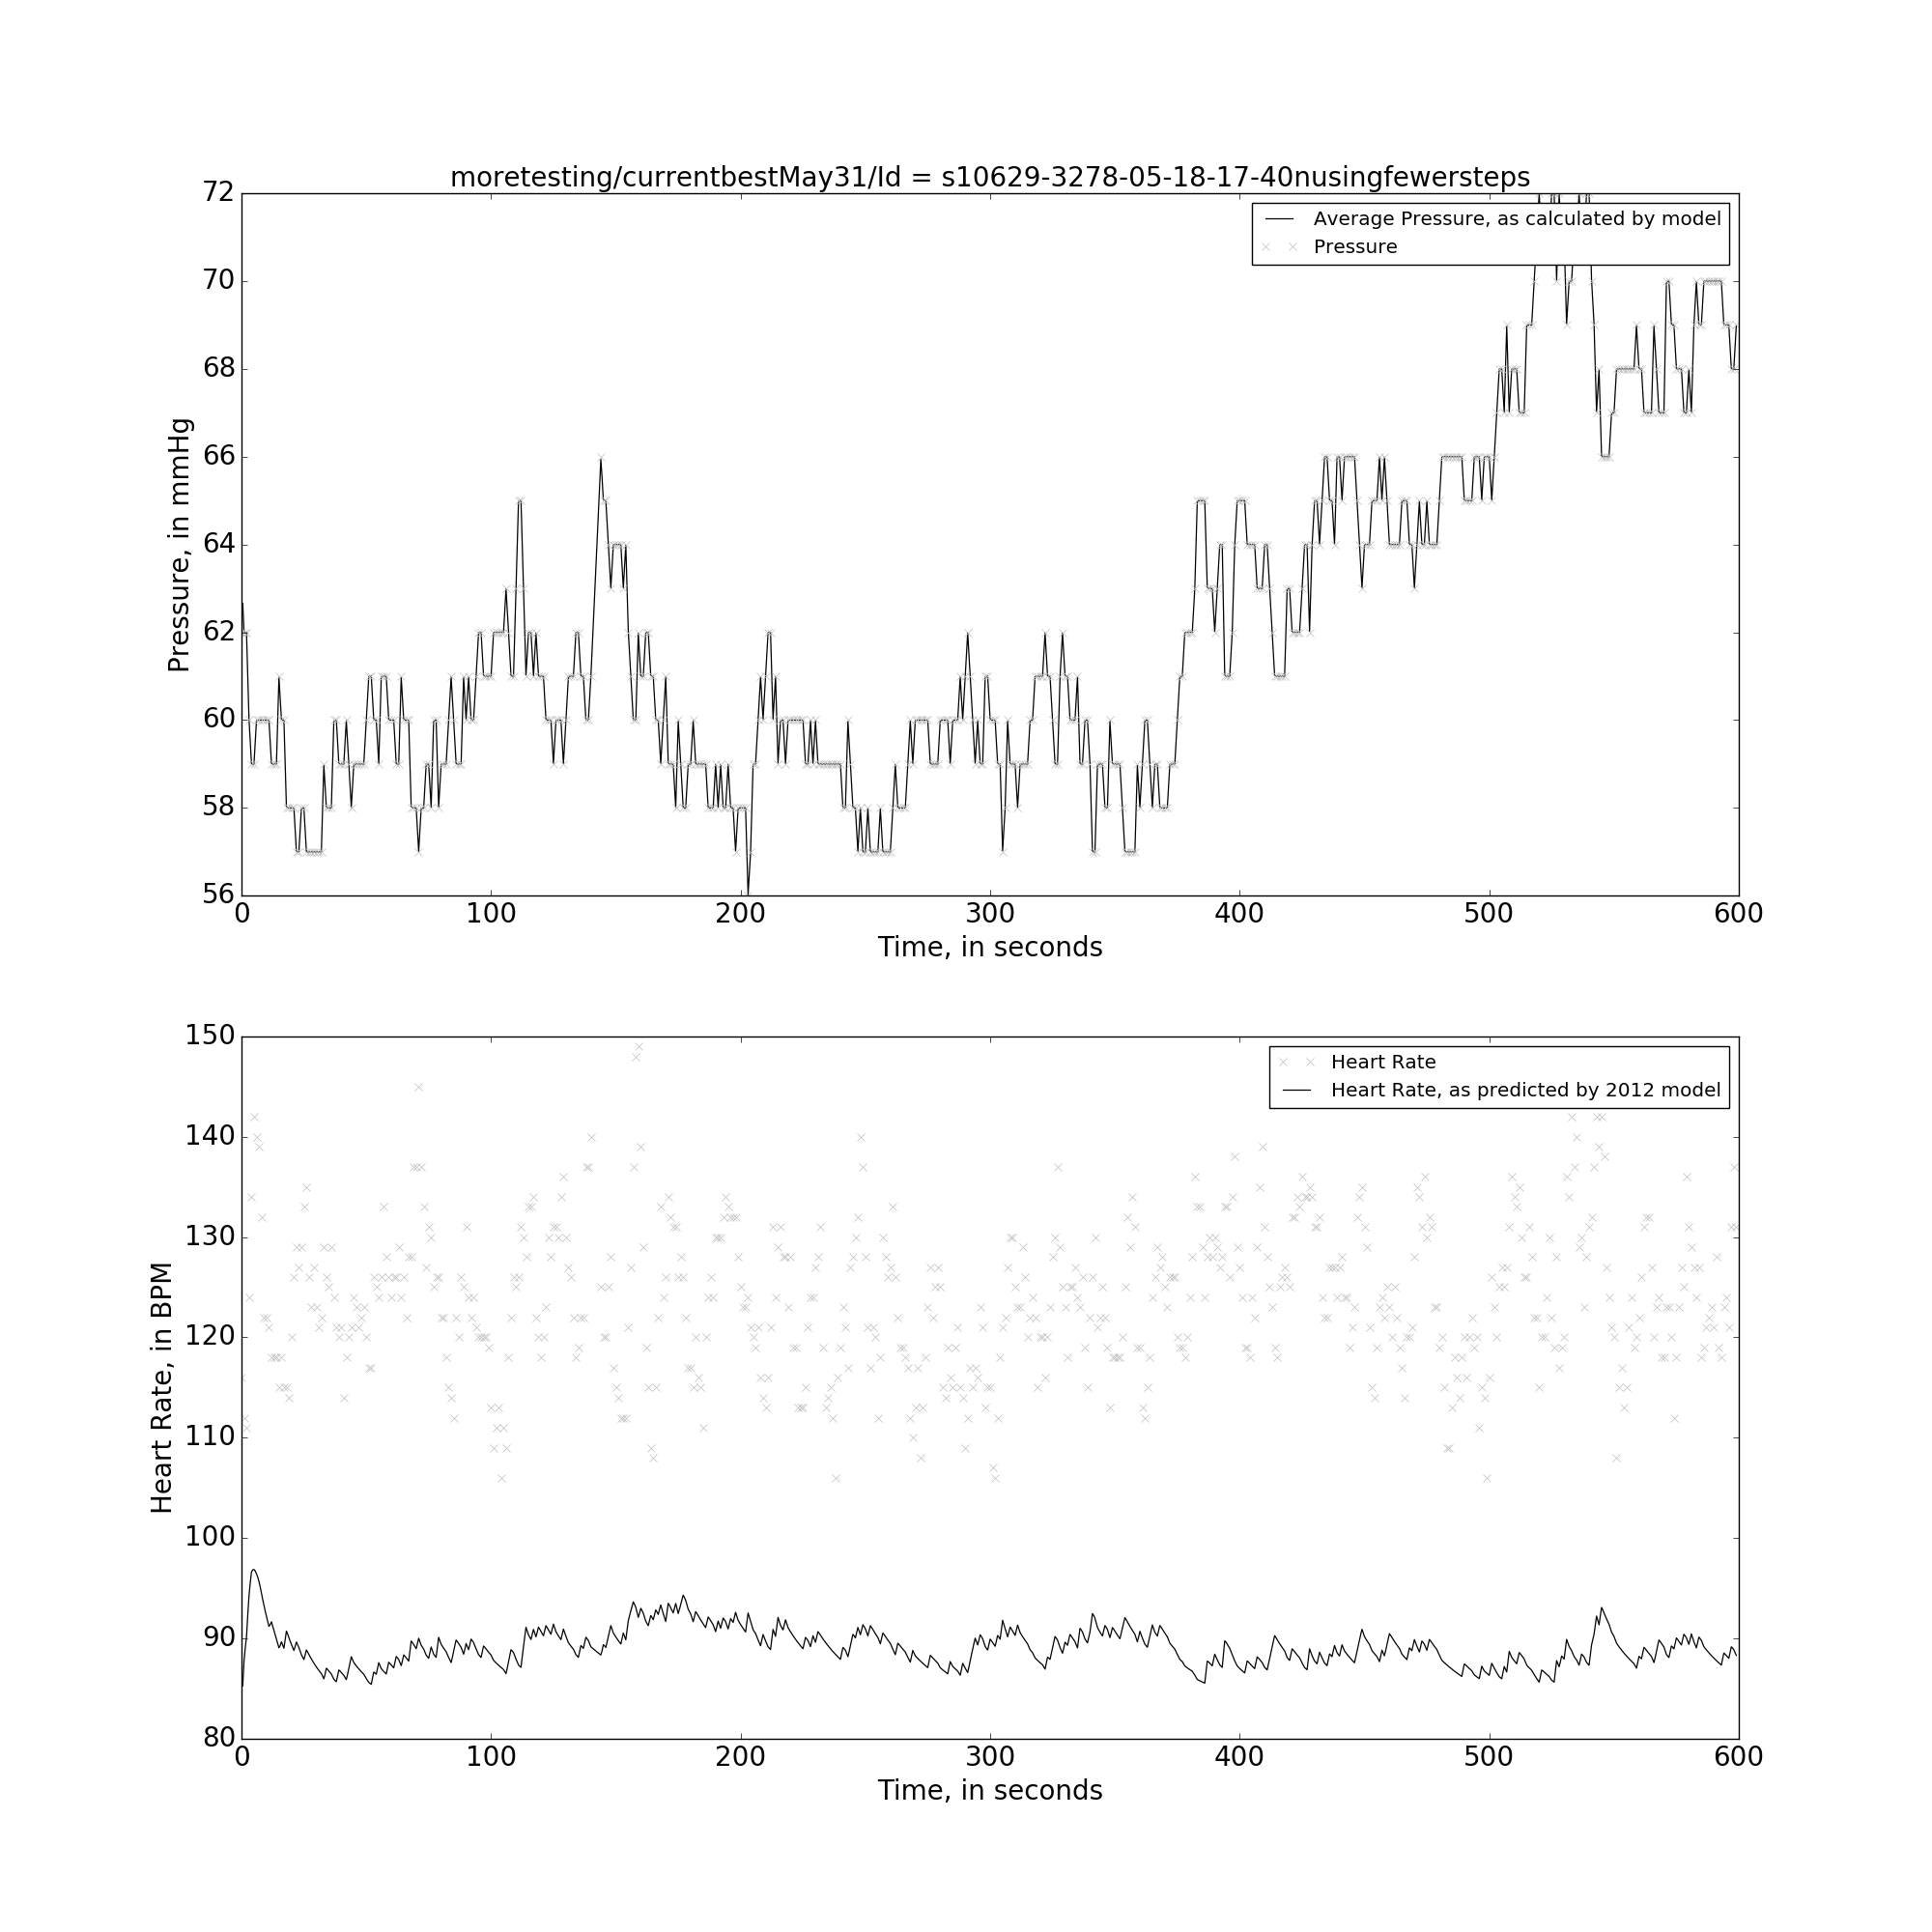 moretesting/currentbestMay31/Id = s10629-3278-05-18-17-40nusingfewersteps
72
70
68
66
64
62
60
58
56
Pressure, in mmHg
Average Pressure, as calculated by model
Pressure
0 100 200 300 400 500 600
Time, in seconds
150
140
130
120
110
100
90
80
Heart Rate, in BPM
Heart Rate
Heart Rate, as predicted by 2012 model
0 100 200 300 400 500 600
Time, in seconds